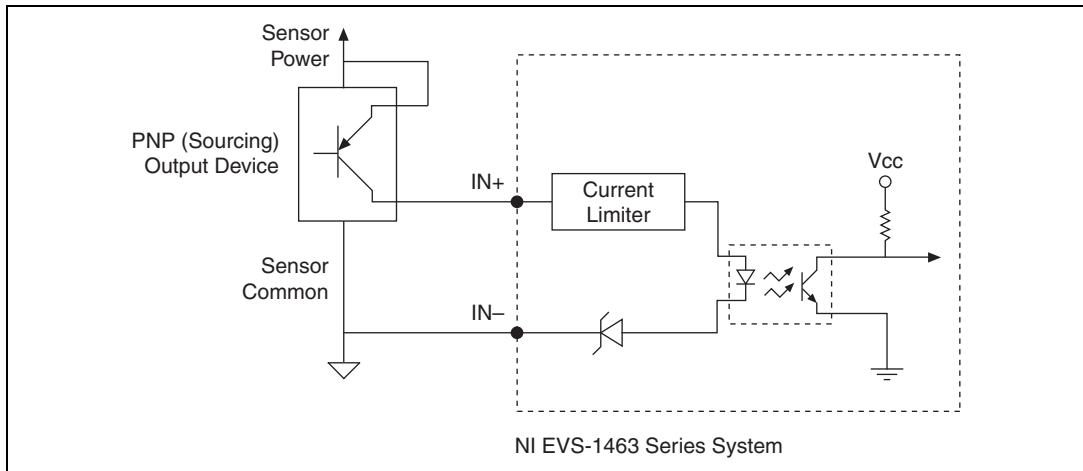 Sensor
Power
PNP (Sourcing)
Output Device
Sensor
Common
IN+
IN–
Current
Limiter
Vcc
NI EVS-1463 Series System